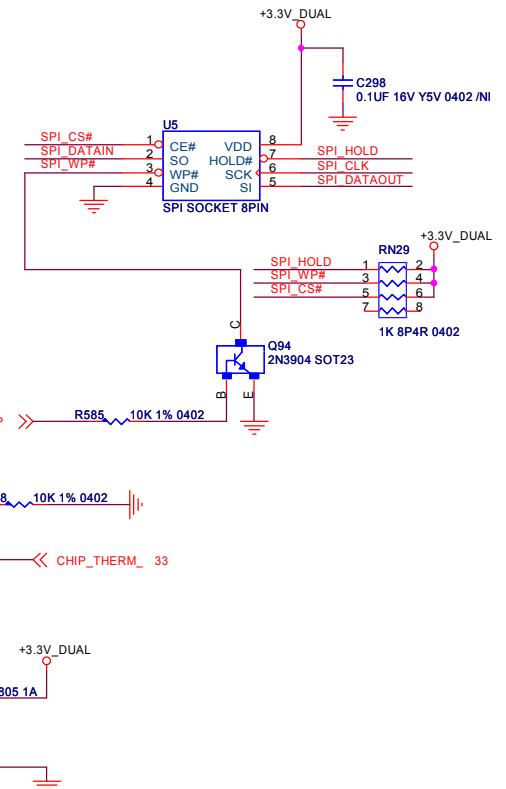 +3.3V_DUAL
C298
0.1UF 16V Y5V 0402 /NI
U5
SPI_CS# 1 CE# VDD 8
SPI_DATAIN 2 SO HOLD# 7 SPI_HOLD
SPI_WP# 3 WP# SCK 6 SPI_CLK
4 GND SI 5 SPI_DATAOUT
SPI SOCKET 8PIN
+3.3V_DUAL
RN29
SPI_HOLD 1 2
SPI_WP# 3 4
SPI_CS# 5 6
7 8
1K 8P4R 0402
C
Q94
2N3904 SOT23
B E
R585 10K 1% 0402
8 10K 1% 0402
CHIP_THERM_ 33
+3.3V_DUAL
805 1A